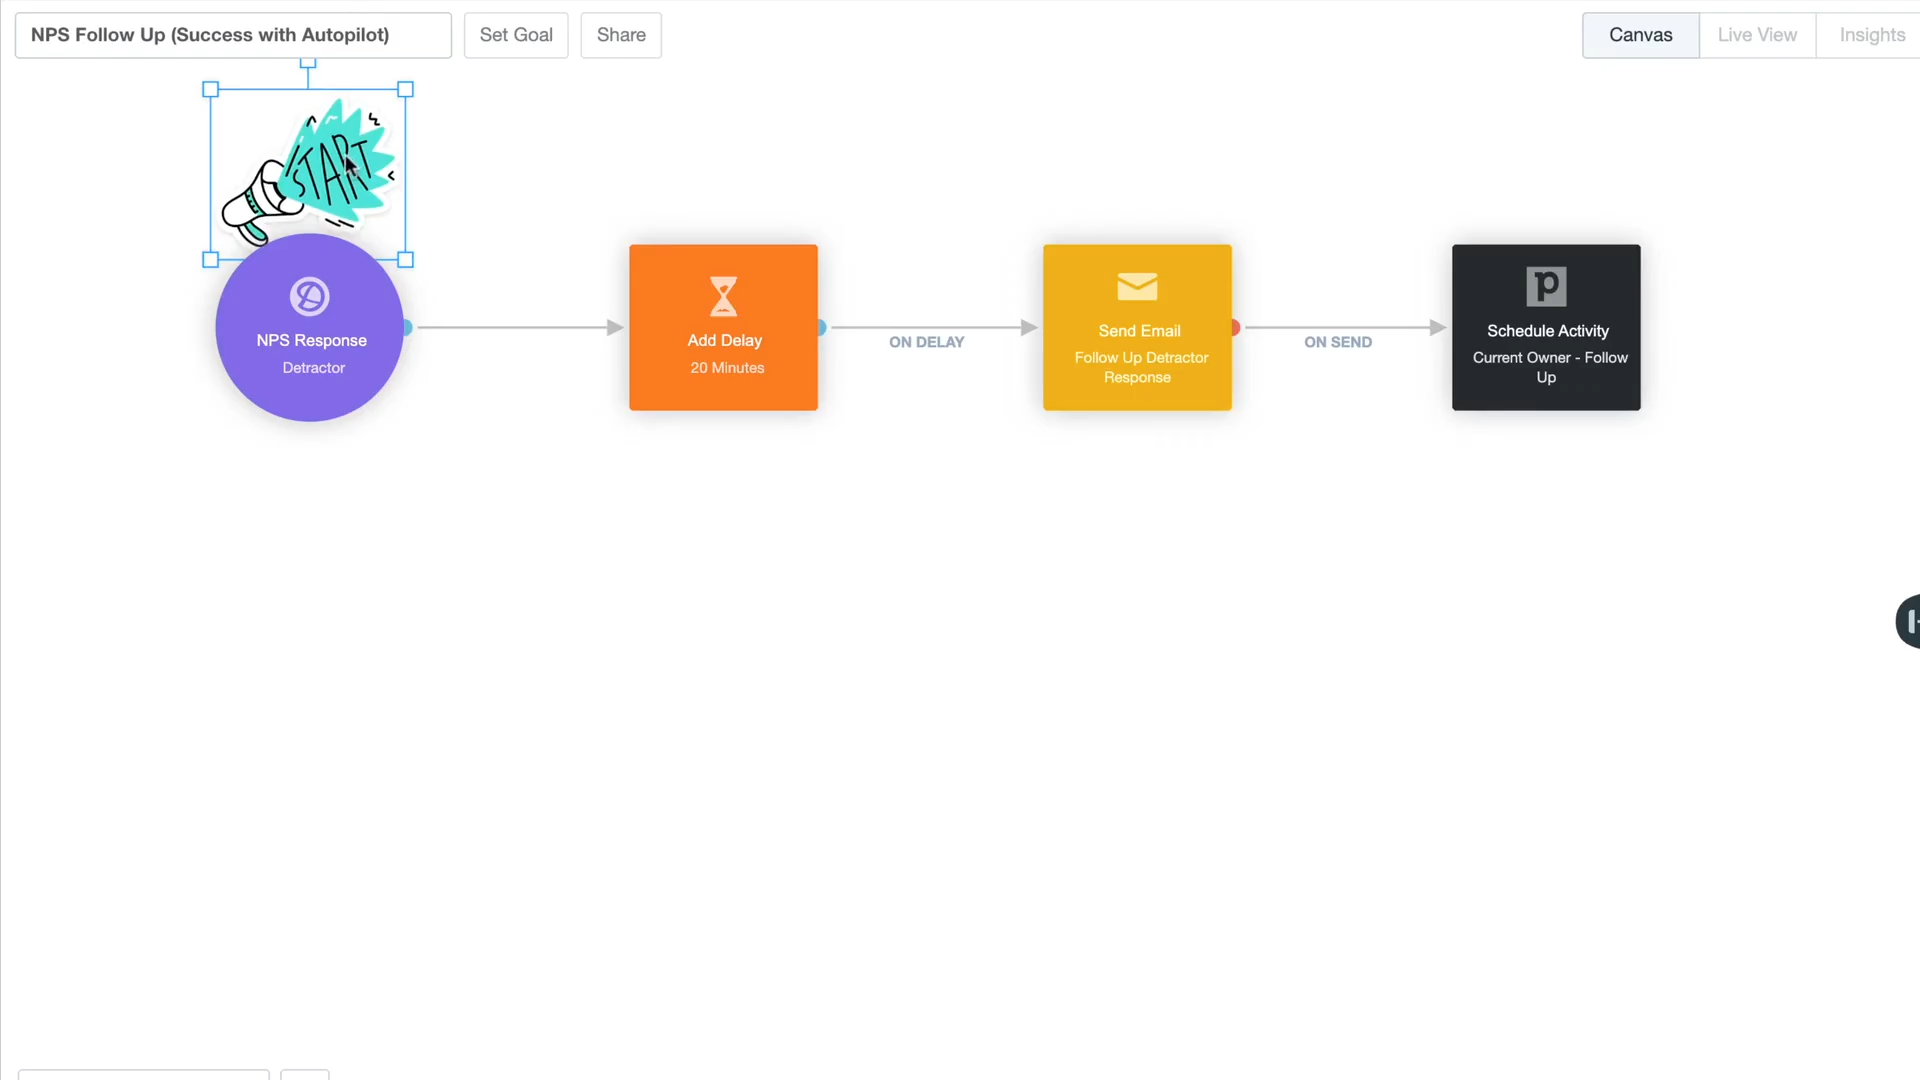 NPS Follow Up (Success with Autopilot)
Set Goal
Share
Canvas
Live View
Insights
START
NPS Response
Detractor
Add Delay
20 Minutes
ON DELAY
Send Email
Follow Up Detractor
Response
ON SEND
p
Schedule Activity
Current Owner - Follow
Up